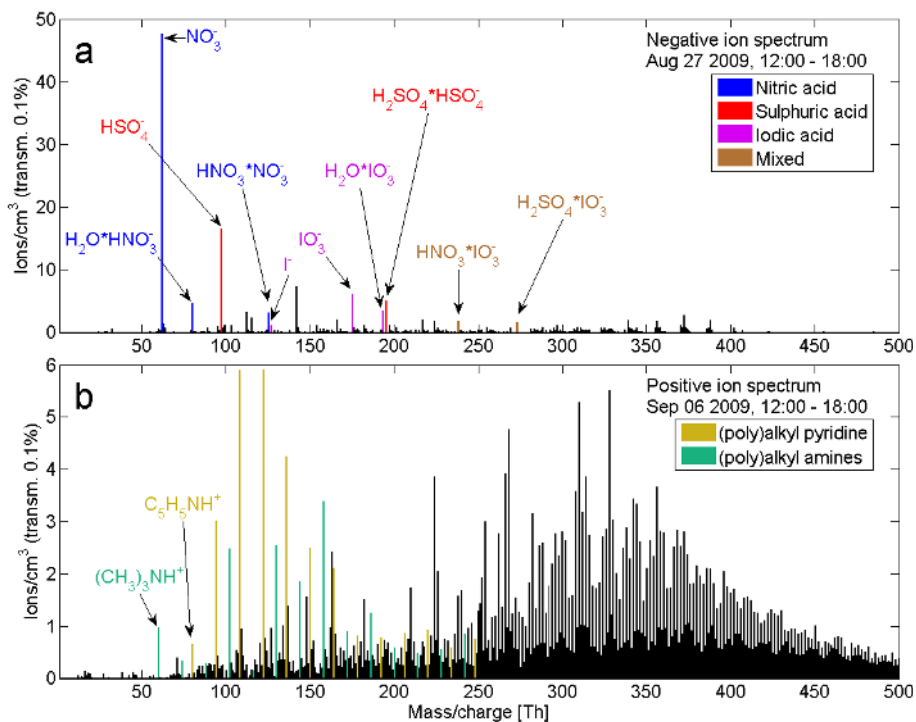 a
Negative ion spectrum
Aug 27 2009, 12:00 - 18:00
Nitric acid
Sulphuric acid
Iodic acid
Mixed
NO₃⁻
HSO₄⁻
H₂SO₄*HSO₄⁻
HNO₃*NO₃⁻
H₂O*IO₃⁻
H₂O*HNO₃⁻
I⁻
IO₃⁻
HNO₃*IO₃⁻
H₂SO₄*IO₃⁻
Ions/cm³ (transm. 0.1%)
50
40
30
20
10
0
50 100 150 200 250 300 350 400 450 500
b
Positive ion spectrum
Sep 06 2009, 12:00 - 18:00
(poly)alkyl pyridine
(poly)alkyl amines
C₅H₅NH⁺
(CH₃)₃NH⁺
Ions/cm³ (transm. 0.1%)
6
5
4
3
2
1
0
50 100 150 200 250 300 350 400 450 500
Mass/charge [Th]